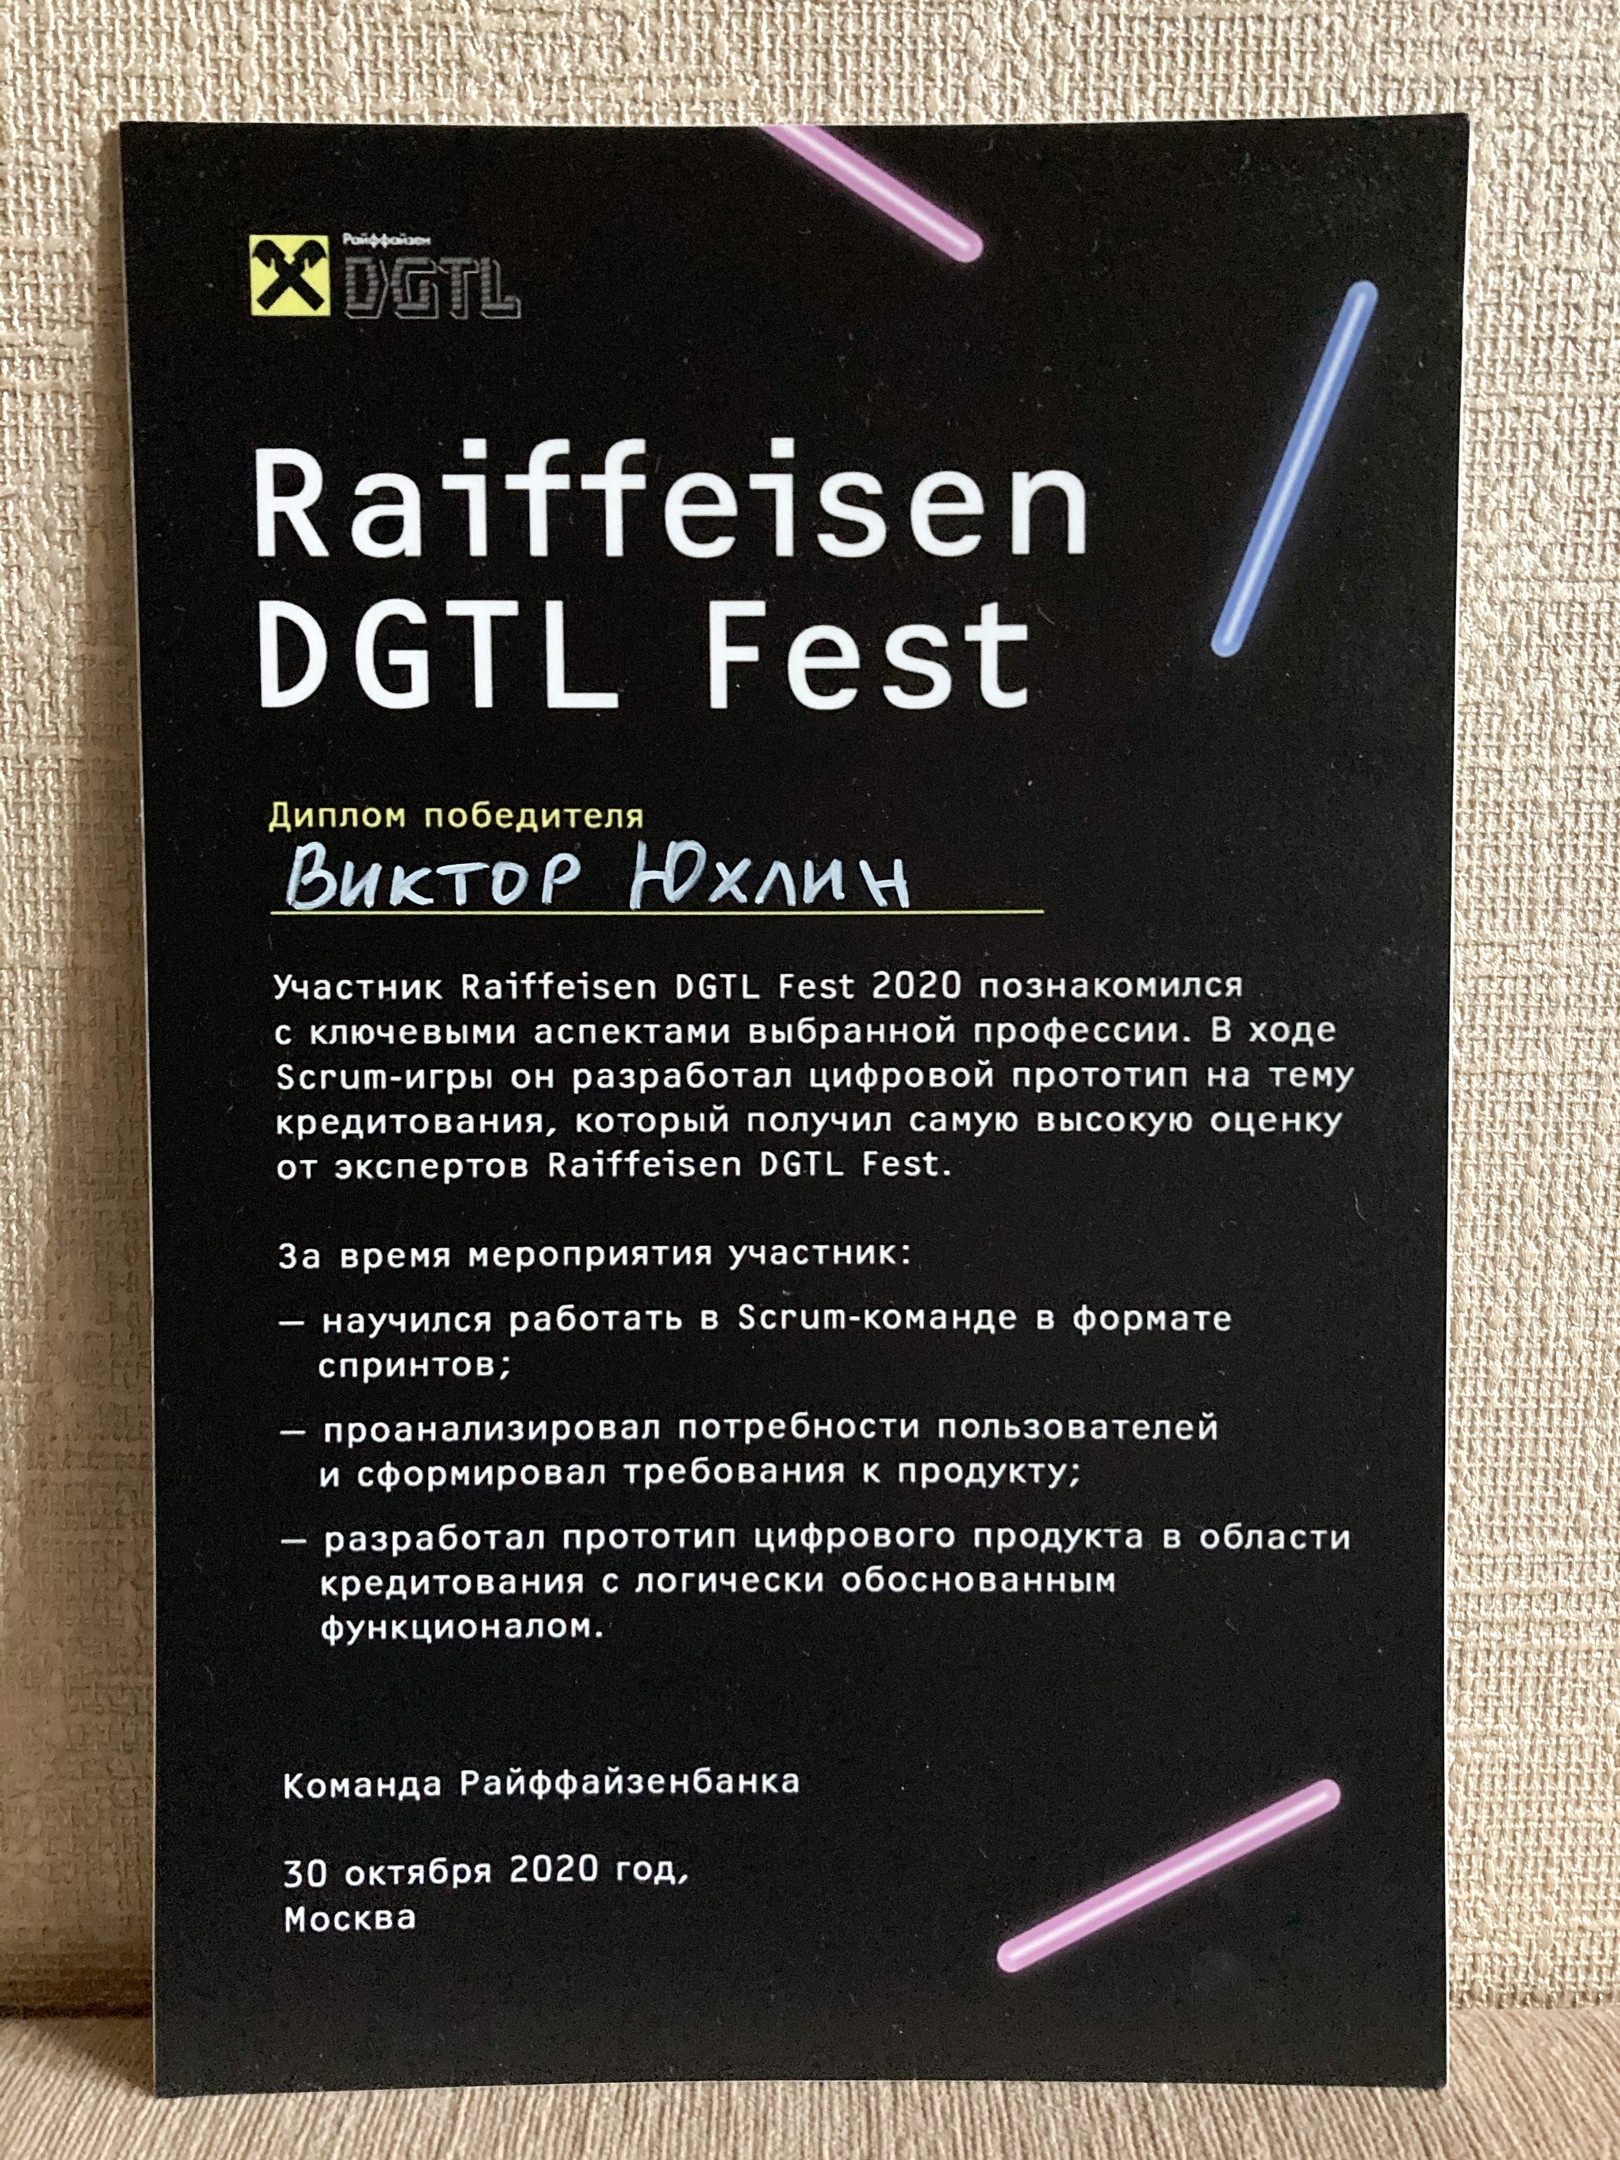 Райффайзен
DGTL
Raiffeisen
DGTL Fest
Диплом победителя
Виктор Юхлин
Участник Raiffeisen DGTL Fest 2020 познакомился
с ключевыми аспектами выбранной профессии. В ходе
Scrum-игры он разработал цифровой прототип на тему
кредитования, который получил самую высокую оценку
от экспертов Raiffeisen DGTL Fest.
За время мероприятия участник:
— научился работать в Scrum-команде в формате
спринтов;
— проанализировал потребности пользователей
и сформировал требования к продукту;
— разработал прототип цифрового продукта в области
кредитования с логически обоснованным
функционалом.
Команда Райффайзенбанка
30 октября 2020 год,
Москва